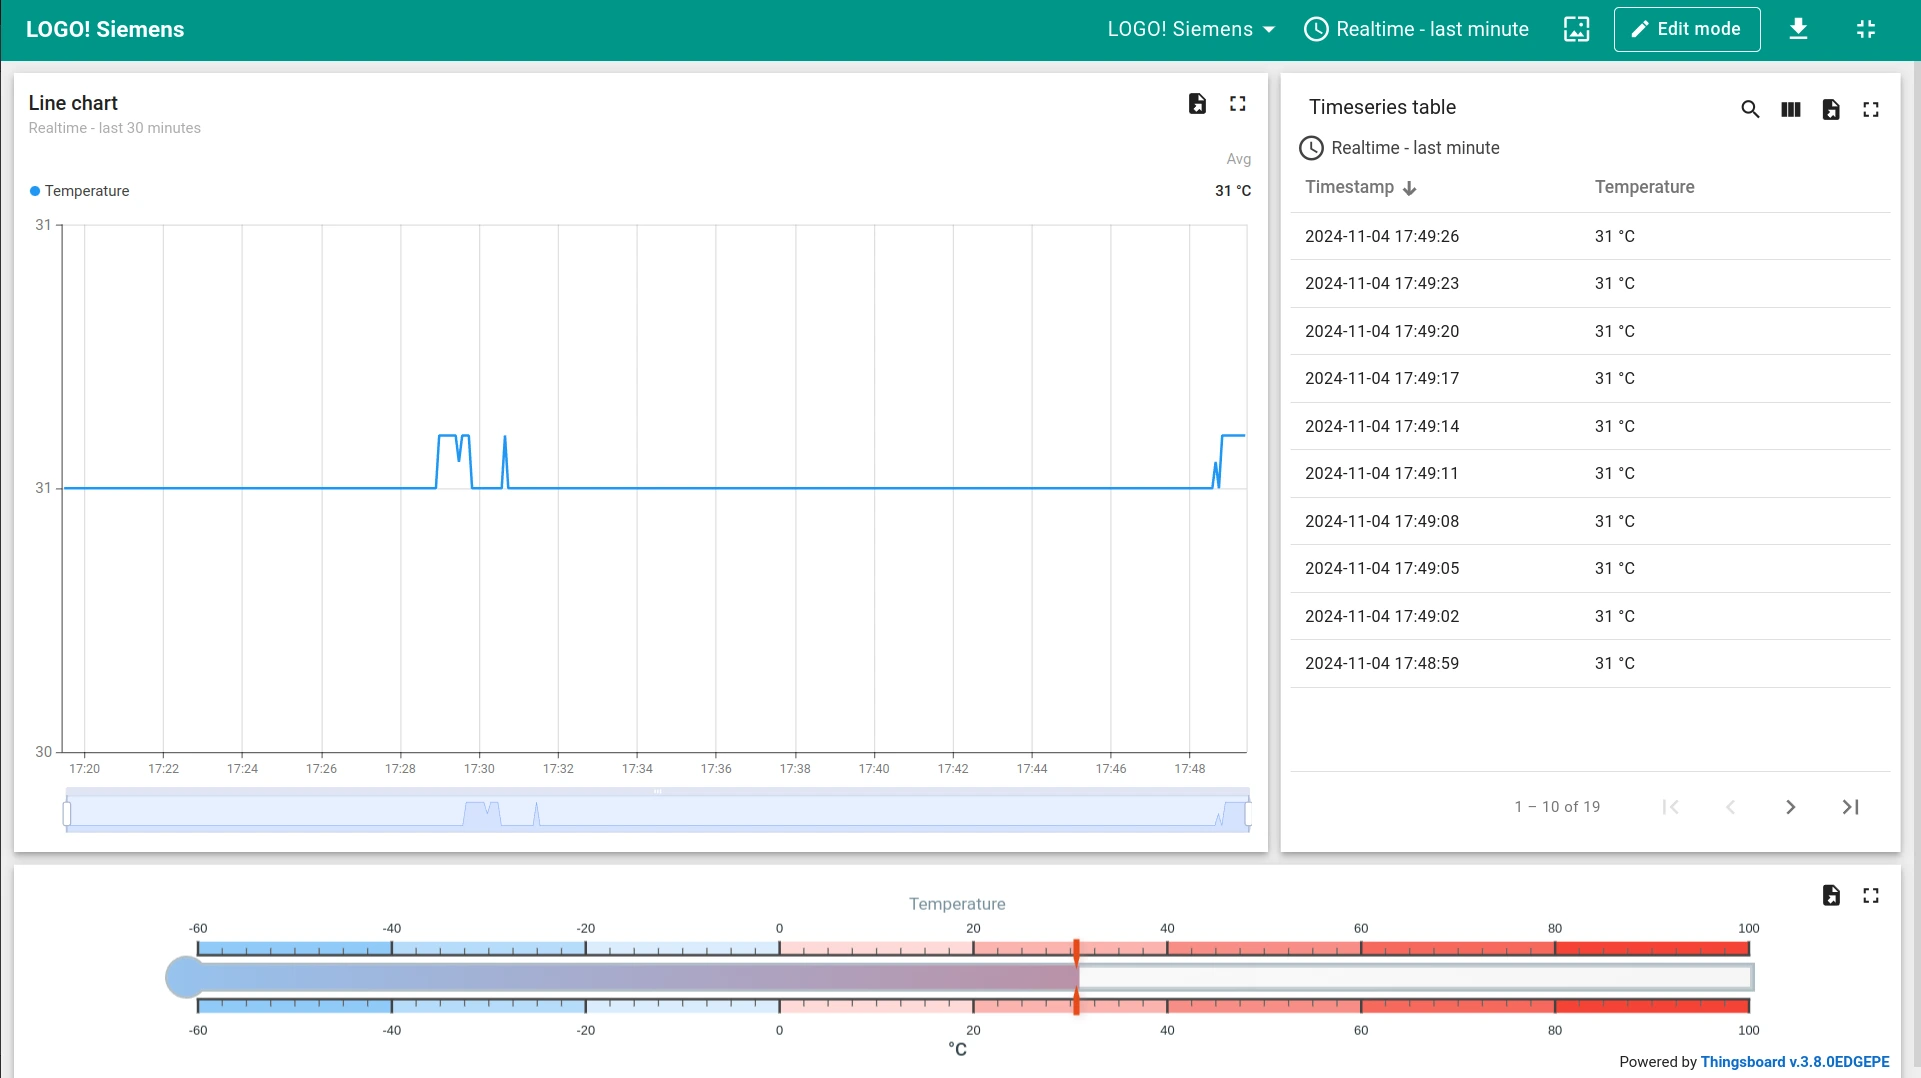 LOGO! Siemens
LOGO! Siemens
Realtime - last minute
Edit mode
Line chart
Realtime - last 30 minutes
Avg
Temperature
31 °C
31
31
30
17:20 17:22 17:24 17:26 17:28 17:30 17:32 17:34 17:36 17:38 17:40 17:42 17:44 17:46 17:48
Timeseries table
Realtime - last minute
Timestamp Temperature
2024-11-04 17:49:26 31 °C
2024-11-04 17:49:23 31 °C
2024-11-04 17:49:20 31 °C
2024-11-04 17:49:17 31 °C
2024-11-04 17:49:14 31 °C
2024-11-04 17:49:11 31 °C
2024-11-04 17:49:08 31 °C
2024-11-04 17:49:05 31 °C
2024-11-04 17:49:02 31 °C
2024-11-04 17:48:59 31 °C
1 – 10 of 19
Temperature
-60 -40 -20 0 20 40 60 80 100
-60 -40 -20 0 20 40 60 80 100
°C
Powered by Thingsboard v.3.8.0EDGEPE